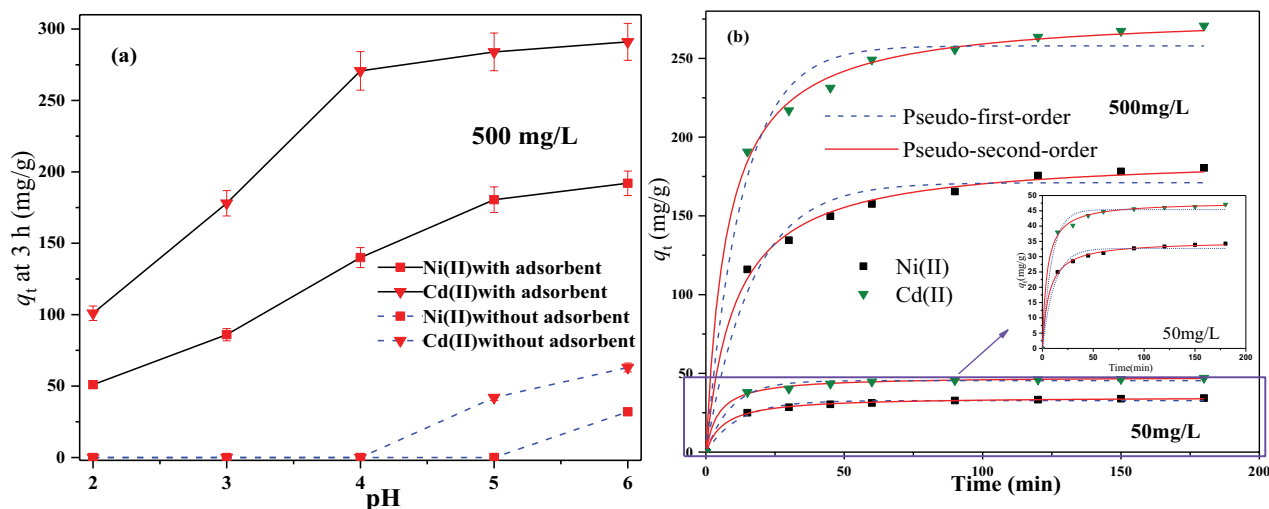 (a)
300
250
200
150
100
50
0
qt at 3 h (mg/g)
500 mg/L
Ni(II)with adsorbent
Cd(II)with adsorbent
Ni(II)without adsorbent
Cd(II)without adsorbent
2 3 4 5 6
pH
(b)
250
200
150
100
50
0
qt (mg/g)
500mg/L
Pseudo-first-order
Pseudo-second-order
Ni(II)
Cd(II)
50
45
40
35
30
25
20
15
10
5
0
qt(mg/g)
50mg/L
0 50 100 150 200
Time(min)
50mg/L
0 50 100 150 200
Time (min)